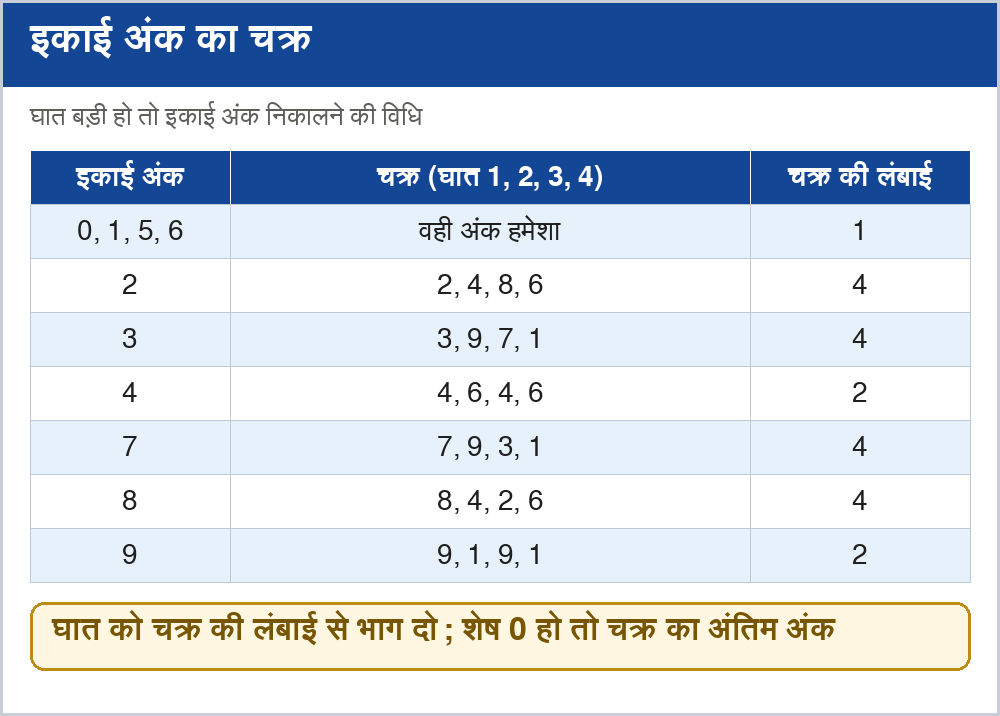 इकाई अंक का चक्र
घात बड़ी हो तो इकाई अंक निकालने की विधि
इकाई अंक चक्र (घात 1, 2, 3, 4) चक्र की लंबाई
0, 1, 5, 6 वही अंक हमेशा 1
2 2, 4, 8, 6 4
3 3, 9, 7, 1 4
4 4, 6, 4, 6 2
7 7, 9, 3, 1 4
8 8, 4, 2, 6 4
9 9, 1, 9, 1 2
घात को चक्र की लंबाई से भाग दो ; शेष 0 हो तो चक्र का अंतिम अंक